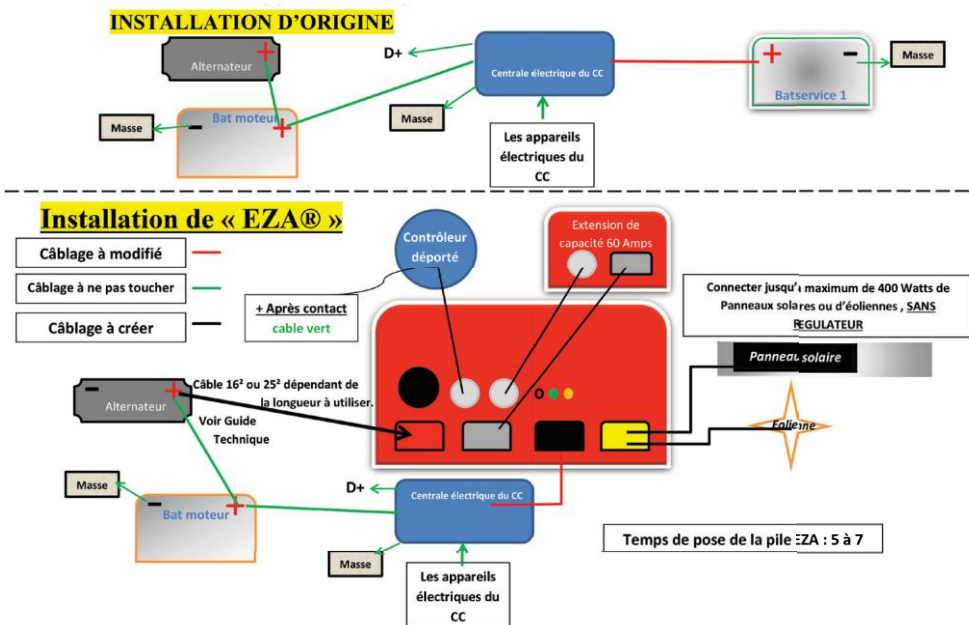 INSTALLATION D'ORIGINE
Alternateur
D+
Centrale électrique du CC
Masse
Bat service 1
Masse
Bat moteur
Masse
Les appareils
électriques du
CC
Installation de « EZA® »
Câblage à modifié
Câblage à ne pas toucher
Câblage à créer
Contrôleur
déporté
+ Après contact
cable vert
Extension de
capacité 60 Amps
Connecter jusqu'à maximum de 400 Watts de
Panneaux solares ou d'éoliennes , SANS
REGULATEUR
Panneau solaire
Eolienne
Alternateur
Câble 16² ou 25² dépendant de
la longueur à utiliser.
Voir Guide
Technique
Masse
Bat moteur
D+
Centrale électrique du CC
Masse
Les appareils
électriques du
CC
Temps de pose de la pile EZA : 5 à 7